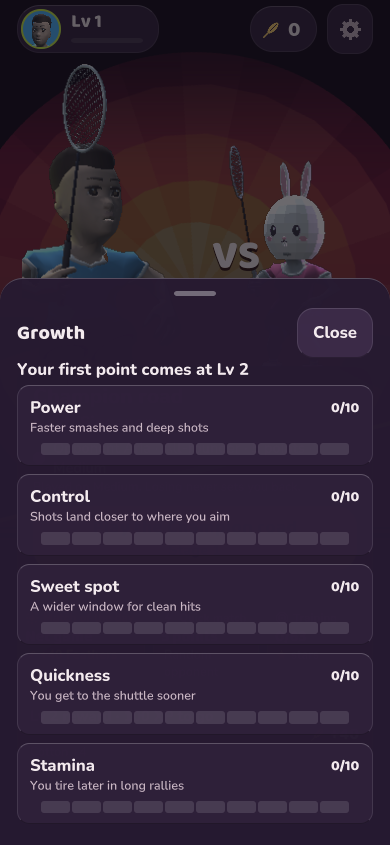 Lv 1
0
VS
Growth
Close
Your first point comes at Lv 2
Power
0/10
Faster smashes and deep shots
Control
0/10
Shots land closer to where you aim
Sweet spot
0/10
A wider window for clean hits
Quickness
0/10
You get to the shuttle sooner
Stamina
0/10
You tire later in long rallies